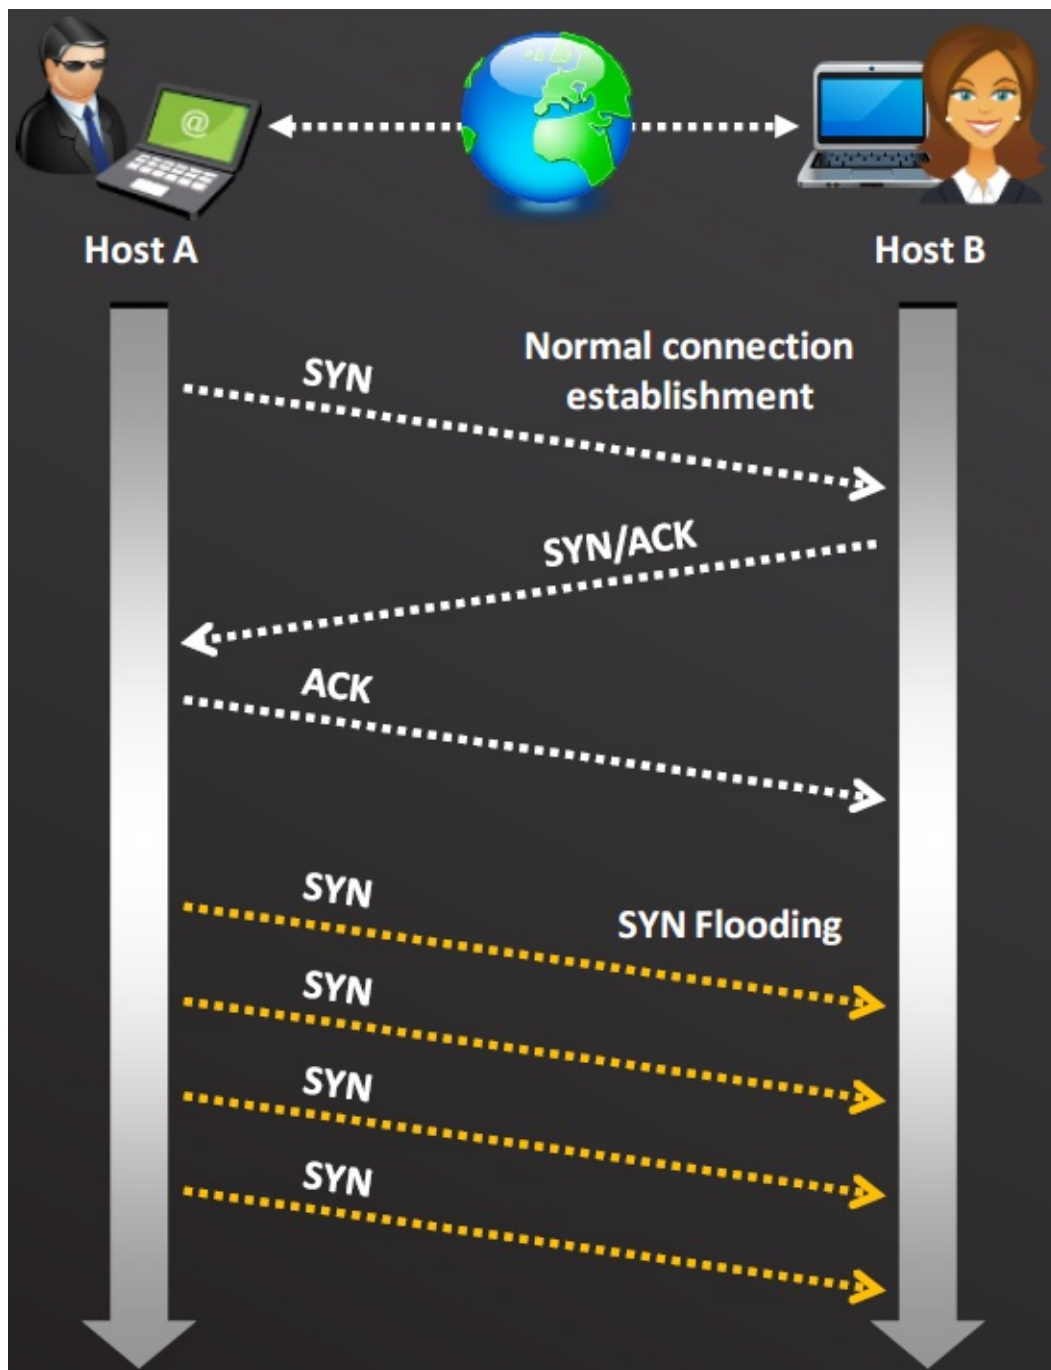 @
Host A
Host B
Normal connection
establishment
SYN
SYN/ACK
ACK
SYN
SYN Flooding
SYN
SYN
SYN